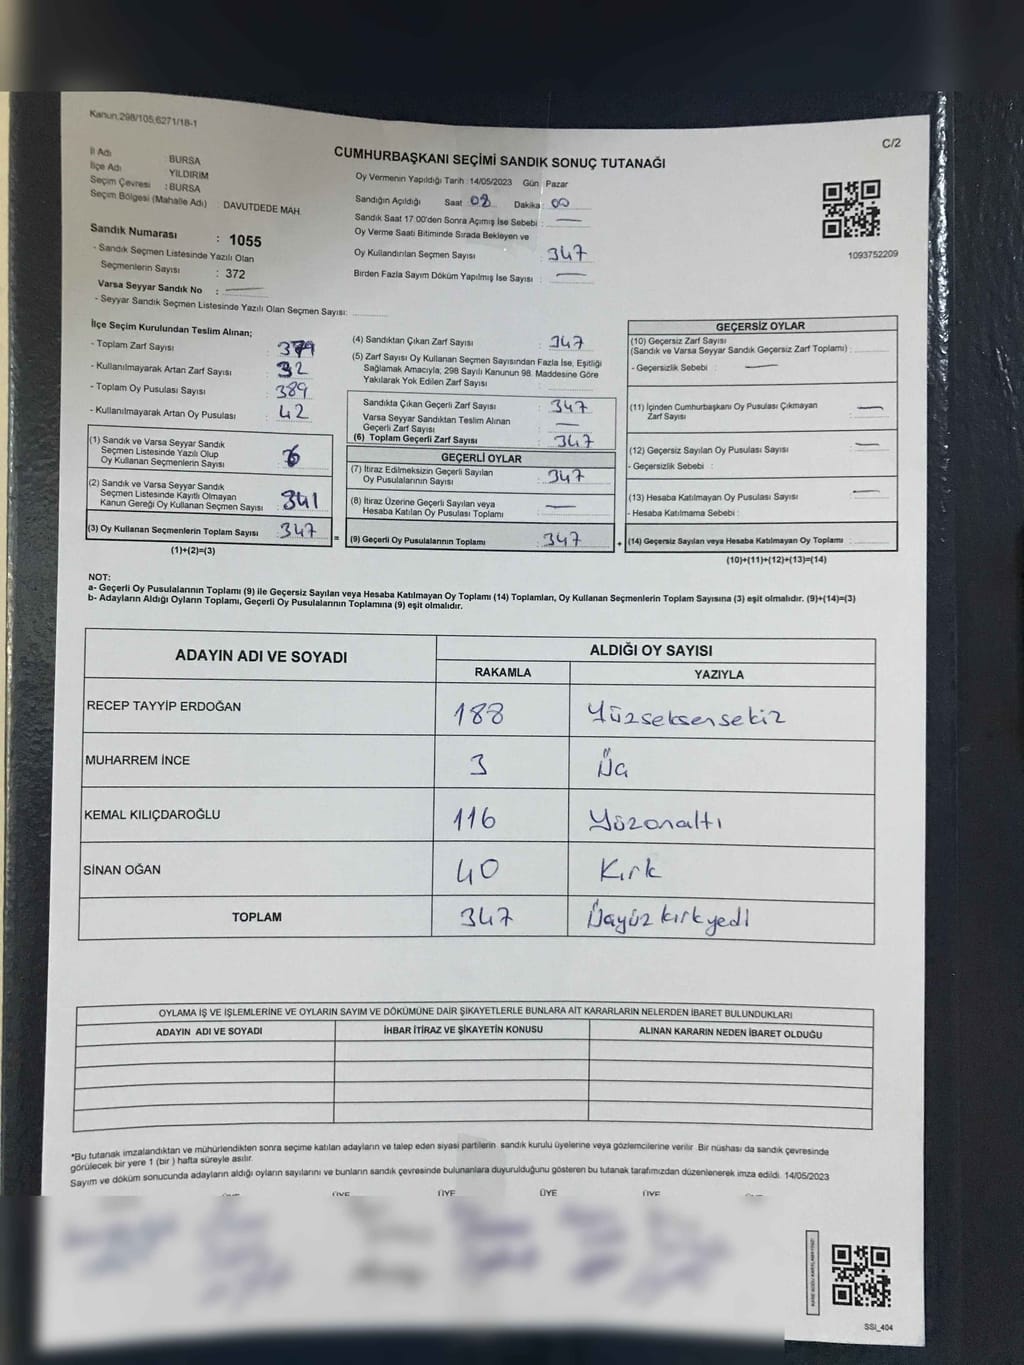 Kanun,298/105,6271/18-1
C/2
CUMHURBAŞKANI SEÇİMİ SANDIK SONUÇ TUTANAĞI
İl Adı : BURSA
İlçe Adı YILDIRIM
Seçim Çevresi : BURSA
Seçim Bölgesi (Mahalle Adı) : DAVUTDEDE MAH.
Sandık Numarası : 1055
- Sandık Seçmen Listesinde Yazılı Olan
Seçmenlerin Sayısı : 372
Varsa Seyyar Sandık No :
- Seyyar Sandık Seçmen Listesinde Yazılı Olan Seçmen Sayısı:
Oy Vermenin Yapıldığı Tarih : 14/05/2023 Gün : Pazar
Sandığın Açıldığı Saat 08 Dakika : 00
Sandık Saat 17:00'den Sonra Açımış İse Sebebi :
Oy Verme Saati Bitiminde Sırada Bekleyen ve
Oy Kullandırılan Seçmen Sayısı : 347
Birden Fazla Sayım Döküm Yapılmış İse Sayısı :
1093752209
İlçe Seçim Kurulundan Teslim Alınan;
- Toplam Zarf Sayısı : 379
- Kullanılmayarak Artan Zarf Sayısı : 32
- Toplam Oy Pusulası Sayısı : 389
- Kullanılmayarak Artan Oy Pusulası : 42
(1) Sandık ve Varsa Seyyar Sandık
Seçmen Listesinde Yazılı Olup
Oy Kullanan Seçmenlerin Sayısı : 6
(2) Sandık ve Varsa Seyyar Sandık
Seçmen Listesinde Kayıtlı Olmayan
Kanun Gereği Oy Kullanan Seçmen Sayısı : 341
(3) Oy Kullanan Seçmenlerin Toplam Sayısı : 347
(1)+(2)=(3)
(4) Sandıktan Çıkan Zarf Sayısı : 347
(5) Zarf Sayısı Oy Kullanan Seçmen Sayısından Fazla İse, Eşitliği
Sağlamak Amacıyla, 298 Sayılı Kanunun 98. Maddesine Göre
Yakılarak Yok Edilen Zarf Sayısı :
Sandıkta Çıkan Geçerli Zarf Sayısı : 347
Varsa Seyyar Sandıktan Teslim Alınan
Geçerli Zarf Sayısı :
(6) Toplam Geçerli Zarf Sayısı : 347
GEÇERLİ OYLAR
(7) İtiraz Edilmeksizin Geçerli Sayılan
Oy Pusulalarının Sayısı : 347
(8) İtiraz Üzerine Geçerli Sayılan veya
Hesaba Katılan Oy Pusulası Toplamı :
= (9) Geçerli Oy Pusulalarının Toplamı : 347 +
GEÇERSİZ OYLAR
(10) Geçersiz Zarf Sayısı
(Sandık ve Varsa Seyyar Sandık Geçersiz Zarf Toplamı) :
- Geçersizlik Sebebi :
(11) İçinden Cumhurbaşkanı Oy Pusulası Çıkmayan
Zarf Sayısı :
(12) Geçersiz Sayılan Oy Pusulası Sayısı :
- Geçersizlik Sebebi :
(13) Hesaba Katılmayan Oy Pusulası Sayısı :
- Hesaba Katılmama Sebebi :
(14) Geçersiz Sayılan veya Hesaba Katılmayan Oy Toplamı :
(10)+(11)+(12)+(13)=(14)
NOT:
a- Geçerli Oy Pusulalarının Toplamı (9) ile Geçersiz Sayılan veya Hesaba Katılmayan Oy Toplamı (14) Toplamları, Oy Kullanan Seçmenlerin Toplam Sayısına (3) eşit olmalıdır. (9)+(14)=(3)
b- Adayların Aldığı Oyların Toplamı, Geçerli Oy Pusulalarının Toplamına (9) eşit olmalıdır.
ADAYIN ADI VE SOYADI ALDIĞI OY SAYISI
RAKAMLA YAZIYLA
RECEP TAYYİP ERDOĞAN 188 Yüzseksensekiz
MUHARREM İNCE 3 Üç
KEMAL KILIÇDAROĞLU 116 Yüzonaltı
SİNAN OĞAN 40 Kırk
TOPLAM 347 Üçyüz kırkyedi
OYLAMA İŞ VE İŞLEMLERİNE VE OYLARIN SAYIM VE DÖKÜMÜNE DAİR ŞİKAYETLERLE BUNLARA AİT KARARLARIN NELERDEN İBARET BULUNDUKLARI
ADAYIN ADI VE SOYADI İHBAR İTİRAZ VE ŞİKAYETİN KONUSU ALINAN KARARIN NEDEN İBARET OLDUĞU
*Bu tutanak imzalandıktan ve mühürlendikten sonra seçime katılan adayların ve talep eden siyasi partilerin sandık kurulu üyelerine veya gözlemcilerine verilir. Bir nüshası da sandık çevresinde
görülecek bir yere 1 (bir ) hafta süreyle asılır.
Sayım ve döküm sonucunda adayların aldığı oyların sayılarını ve bunların sandık çevresinde bulunanlara duyurulduğunu gösteren bu tutanak tarafımızdan düzenlenerek imza edildi. 14/05/2023
ÜYE ÜYE ÜYE ÜYE
SSI_404